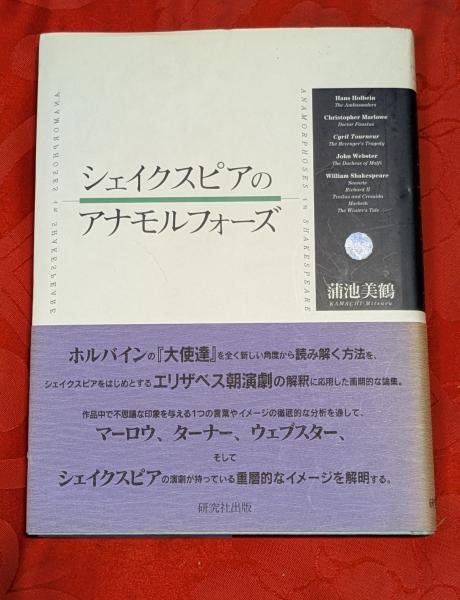 ANAMORPHOSES in SHAKESPEARE
シェイクスピアの
アナモルフォーズ
ANAMORPHOSES in SHAKESPEARE
Hans Holbein
The Ambassadors
Christopher Marlowe
Doctor Faustus
Cyril Tourneur
The Revenger's Tragedy
John Webster
The Duchess of Malfi
William Shakespeare
Sonnets
Richard II
Troilus and Cressida
Macbeth
The Winter's Tale
蒲池美鶴
KAMACHI Mitsuru
ホルバインの『大使達』を全く新しい角度から読み解く方法を、
シェイクスピアをはじめとするエリザベス朝演劇の解釈に応用した画期的な論集。
作品中で不思議な印象を与える1つの言葉やイメージの徹底的な分析を通して、
マーロウ、ターナー、ウェブスター、
そして
シェイクスピアの演劇が持っている重層的なイメージを解明する。
研究社出版